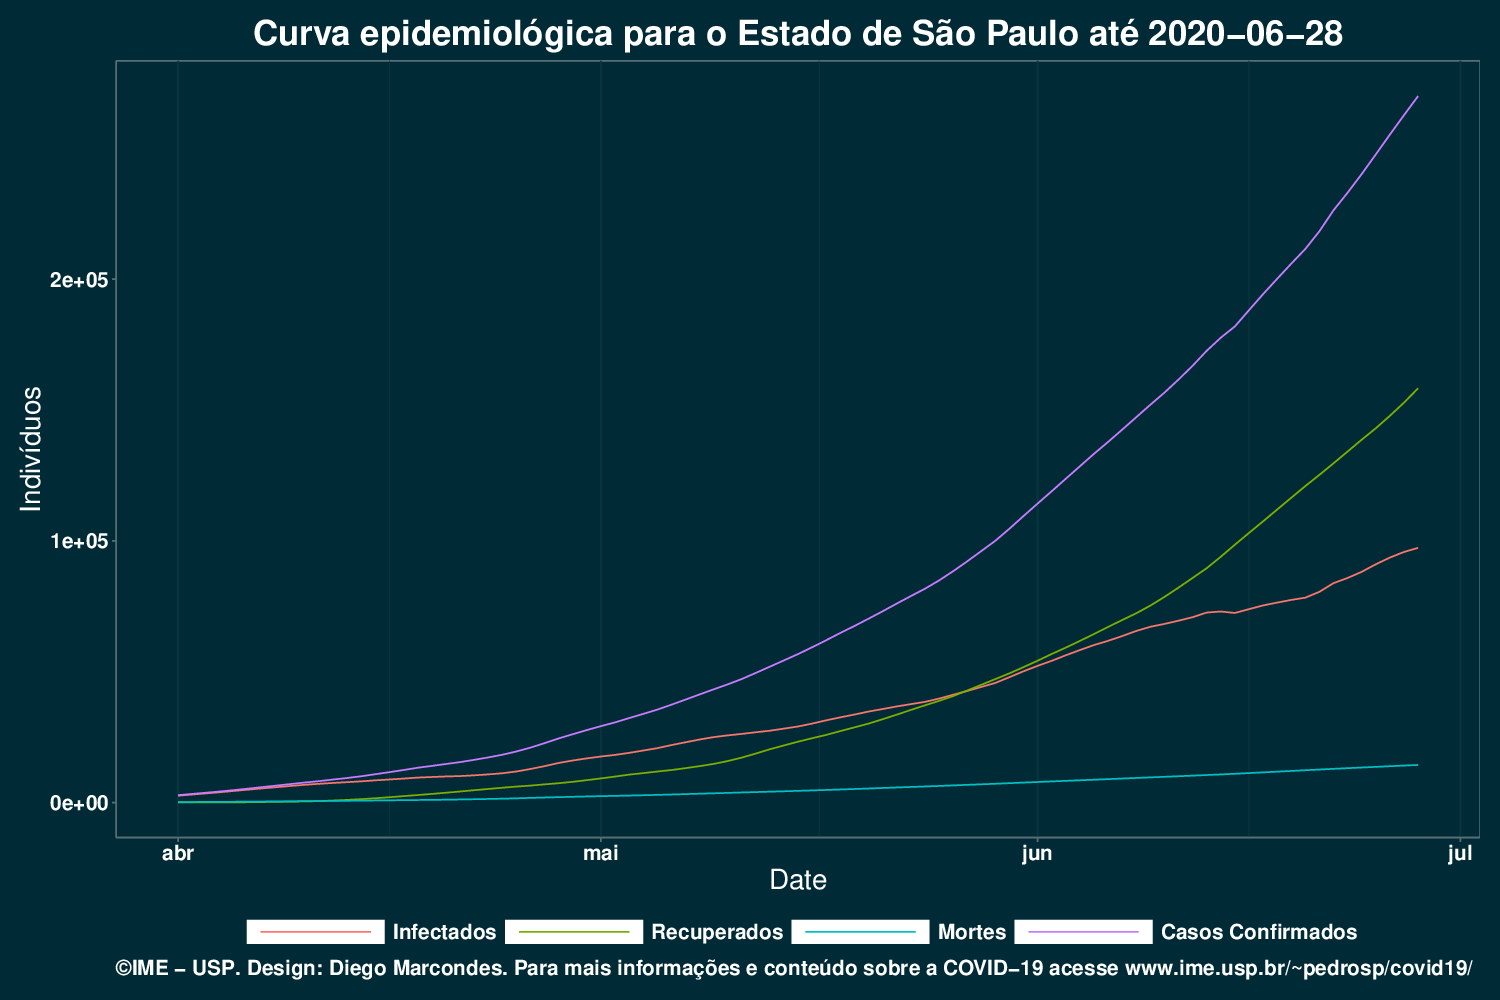 Curva epidemiológica para o Estado de São Paulo até 2020−06−28
Indivíduos
2e+05
1e+05
0e+00
abr mai jun jul
Date
Infectados Recuperados Mortes Casos Confirmados
©IME − USP. Design: Diego Marcondes. Para mais informações e conteúdo sobre a COVID−19 acesse www.ime.usp.br/~pedrosp/covid19/